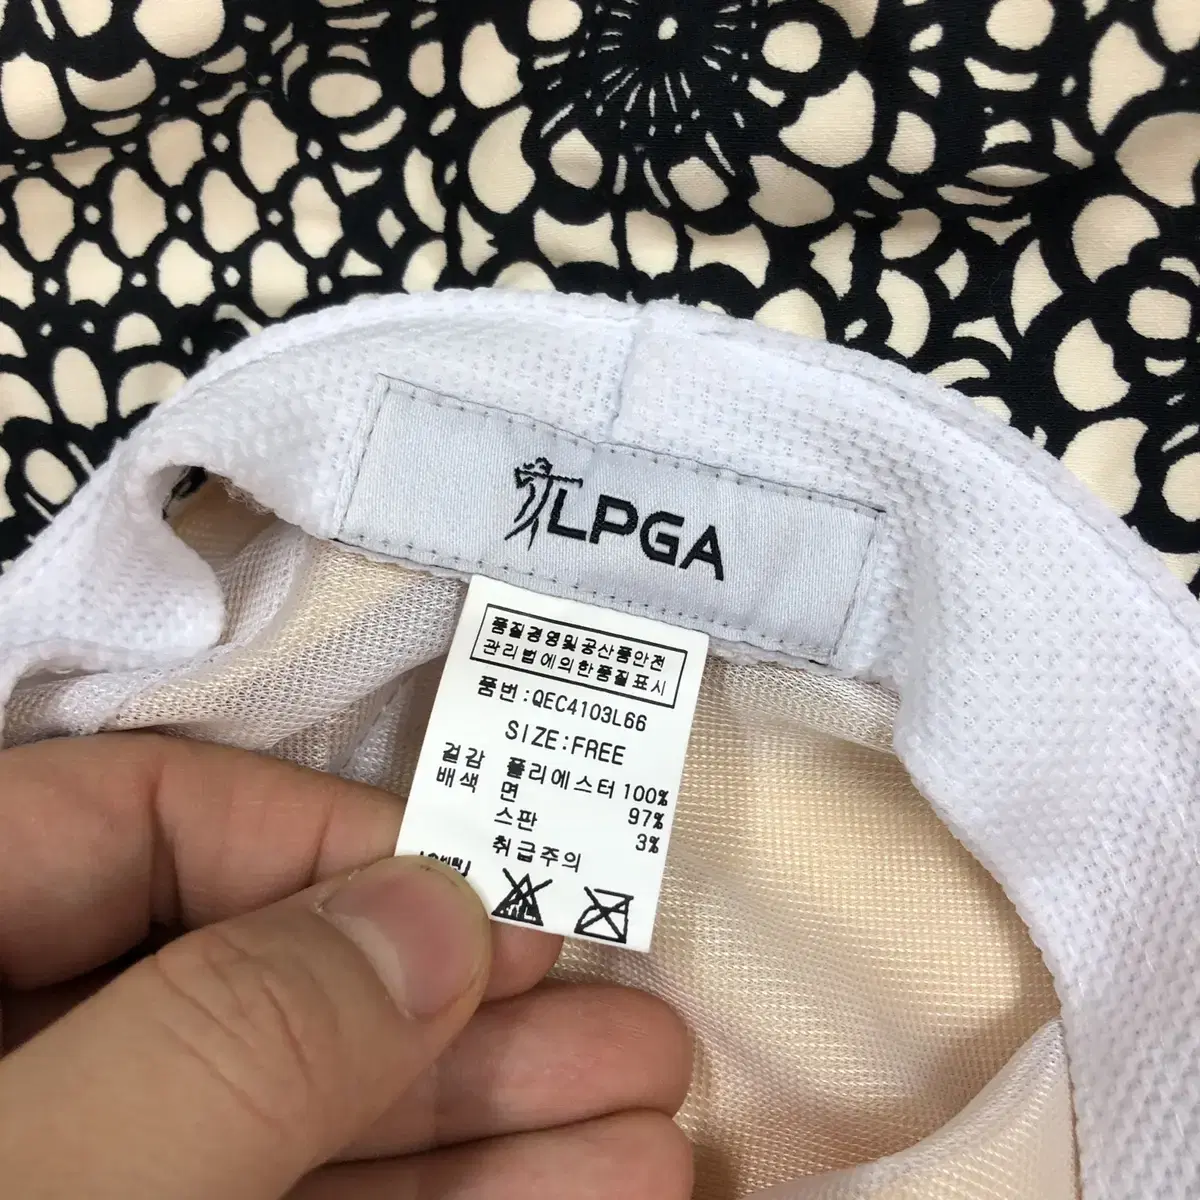 LPGA
품질경영및공산품안전
관리법에의한품질표시
품번:QEC4103L66
SIZE:FREE
겉감 폴리에스터 100%
배색 면 97%
스판 3%
취급주의